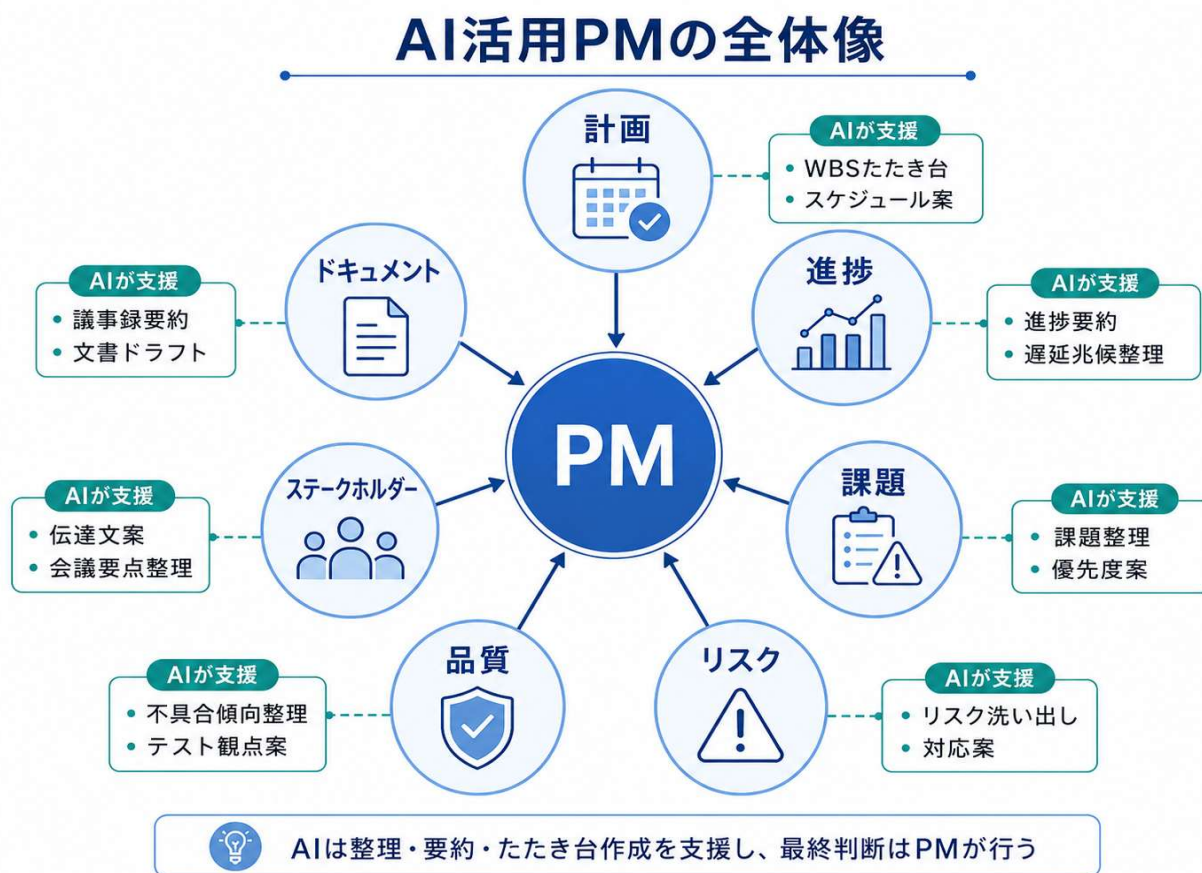 AI活用PMの全体像
計画
AIが支援
• WBSたたき台
• スケジュール案
進捗
AIが支援
• 進捗要約
• 遅延兆候整理
課題
AIが支援
• 課題整理
• 優先度案
リスク
AIが支援
• リスク洗い出し
• 対応案
品質
AIが支援
• 不具合傾向整理
• テスト観点案
ステークホルダー
AIが支援
• 伝達文案
• 会議要点整理
ドキュメント
AIが支援
• 議事録要約
• 文書ドラフト
PM
AIは整理・要約・たたき台作成を支援し、最終判断はPMが行う